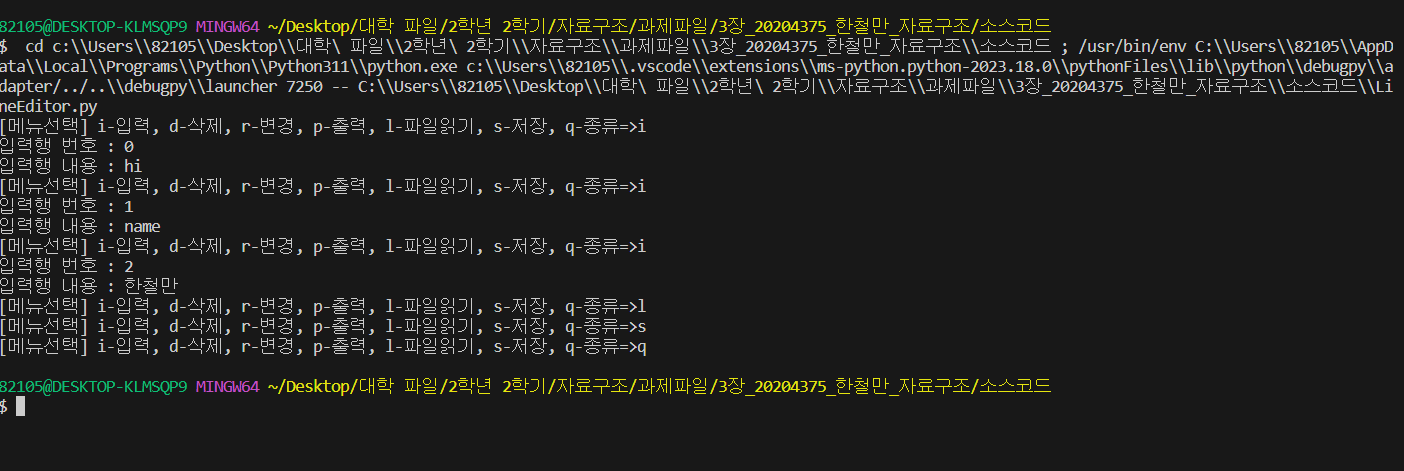 82105@DESKTOP-KLMSQP9 MINGW64 ~/Desktop/대학 파일/2학년 2학기/자료구조/과제파일/3장_20204375_한철만_자료구조/소스코드
$  cd c:\\Users\\82105\\Desktop\\대학\ 파일\\2학년\ 2학기\\자료구조\\과제파일\\3장_20204375_한철만_자료구조\\소스코드 ; /usr/bin/env C:\\Users\\82105\\AppD
ata\\Local\\Programs\\Python\\Python311\\python.exe c:\\Users\\82105\\.vscode\\extensions\\ms-python.python-2023.18.0\\pythonFiles\\lib\\python\\debugpy\\a
dapter/../..\\debugpy\\launcher 7250 -- C:\\Users\\82105\\Desktop\\대학\ 파일\\2학년\ 2학기\\자료구조\\과제파일\\3장_20204375_한철만_자료구조\\소스코드\\Li
neEditor.py
[메뉴선택] i-입력, d-삭제, r-변경, p-출력, l-파일읽기, s-저장, q-종류=>i
입력행 번호 : 0
입력행 내용 : hi
[메뉴선택] i-입력, d-삭제, r-변경, p-출력, l-파일읽기, s-저장, q-종류=>i
입력행 번호 : 1
입력행 내용 : name
[메뉴선택] i-입력, d-삭제, r-변경, p-출력, l-파일읽기, s-저장, q-종류=>i
입력행 번호 : 2
입력행 내용 : 한철만
[메뉴선택] i-입력, d-삭제, r-변경, p-출력, l-파일읽기, s-저장, q-종류=>l
[메뉴선택] i-입력, d-삭제, r-변경, p-출력, l-파일읽기, s-저장, q-종류=>s
[메뉴선택] i-입력, d-삭제, r-변경, p-출력, l-파일읽기, s-저장, q-종류=>q
82105@DESKTOP-KLMSQP9 MINGW64 ~/Desktop/대학 파일/2학년 2학기/자료구조/과제파일/3장_20204375_한철만_자료구조/소스코드
$